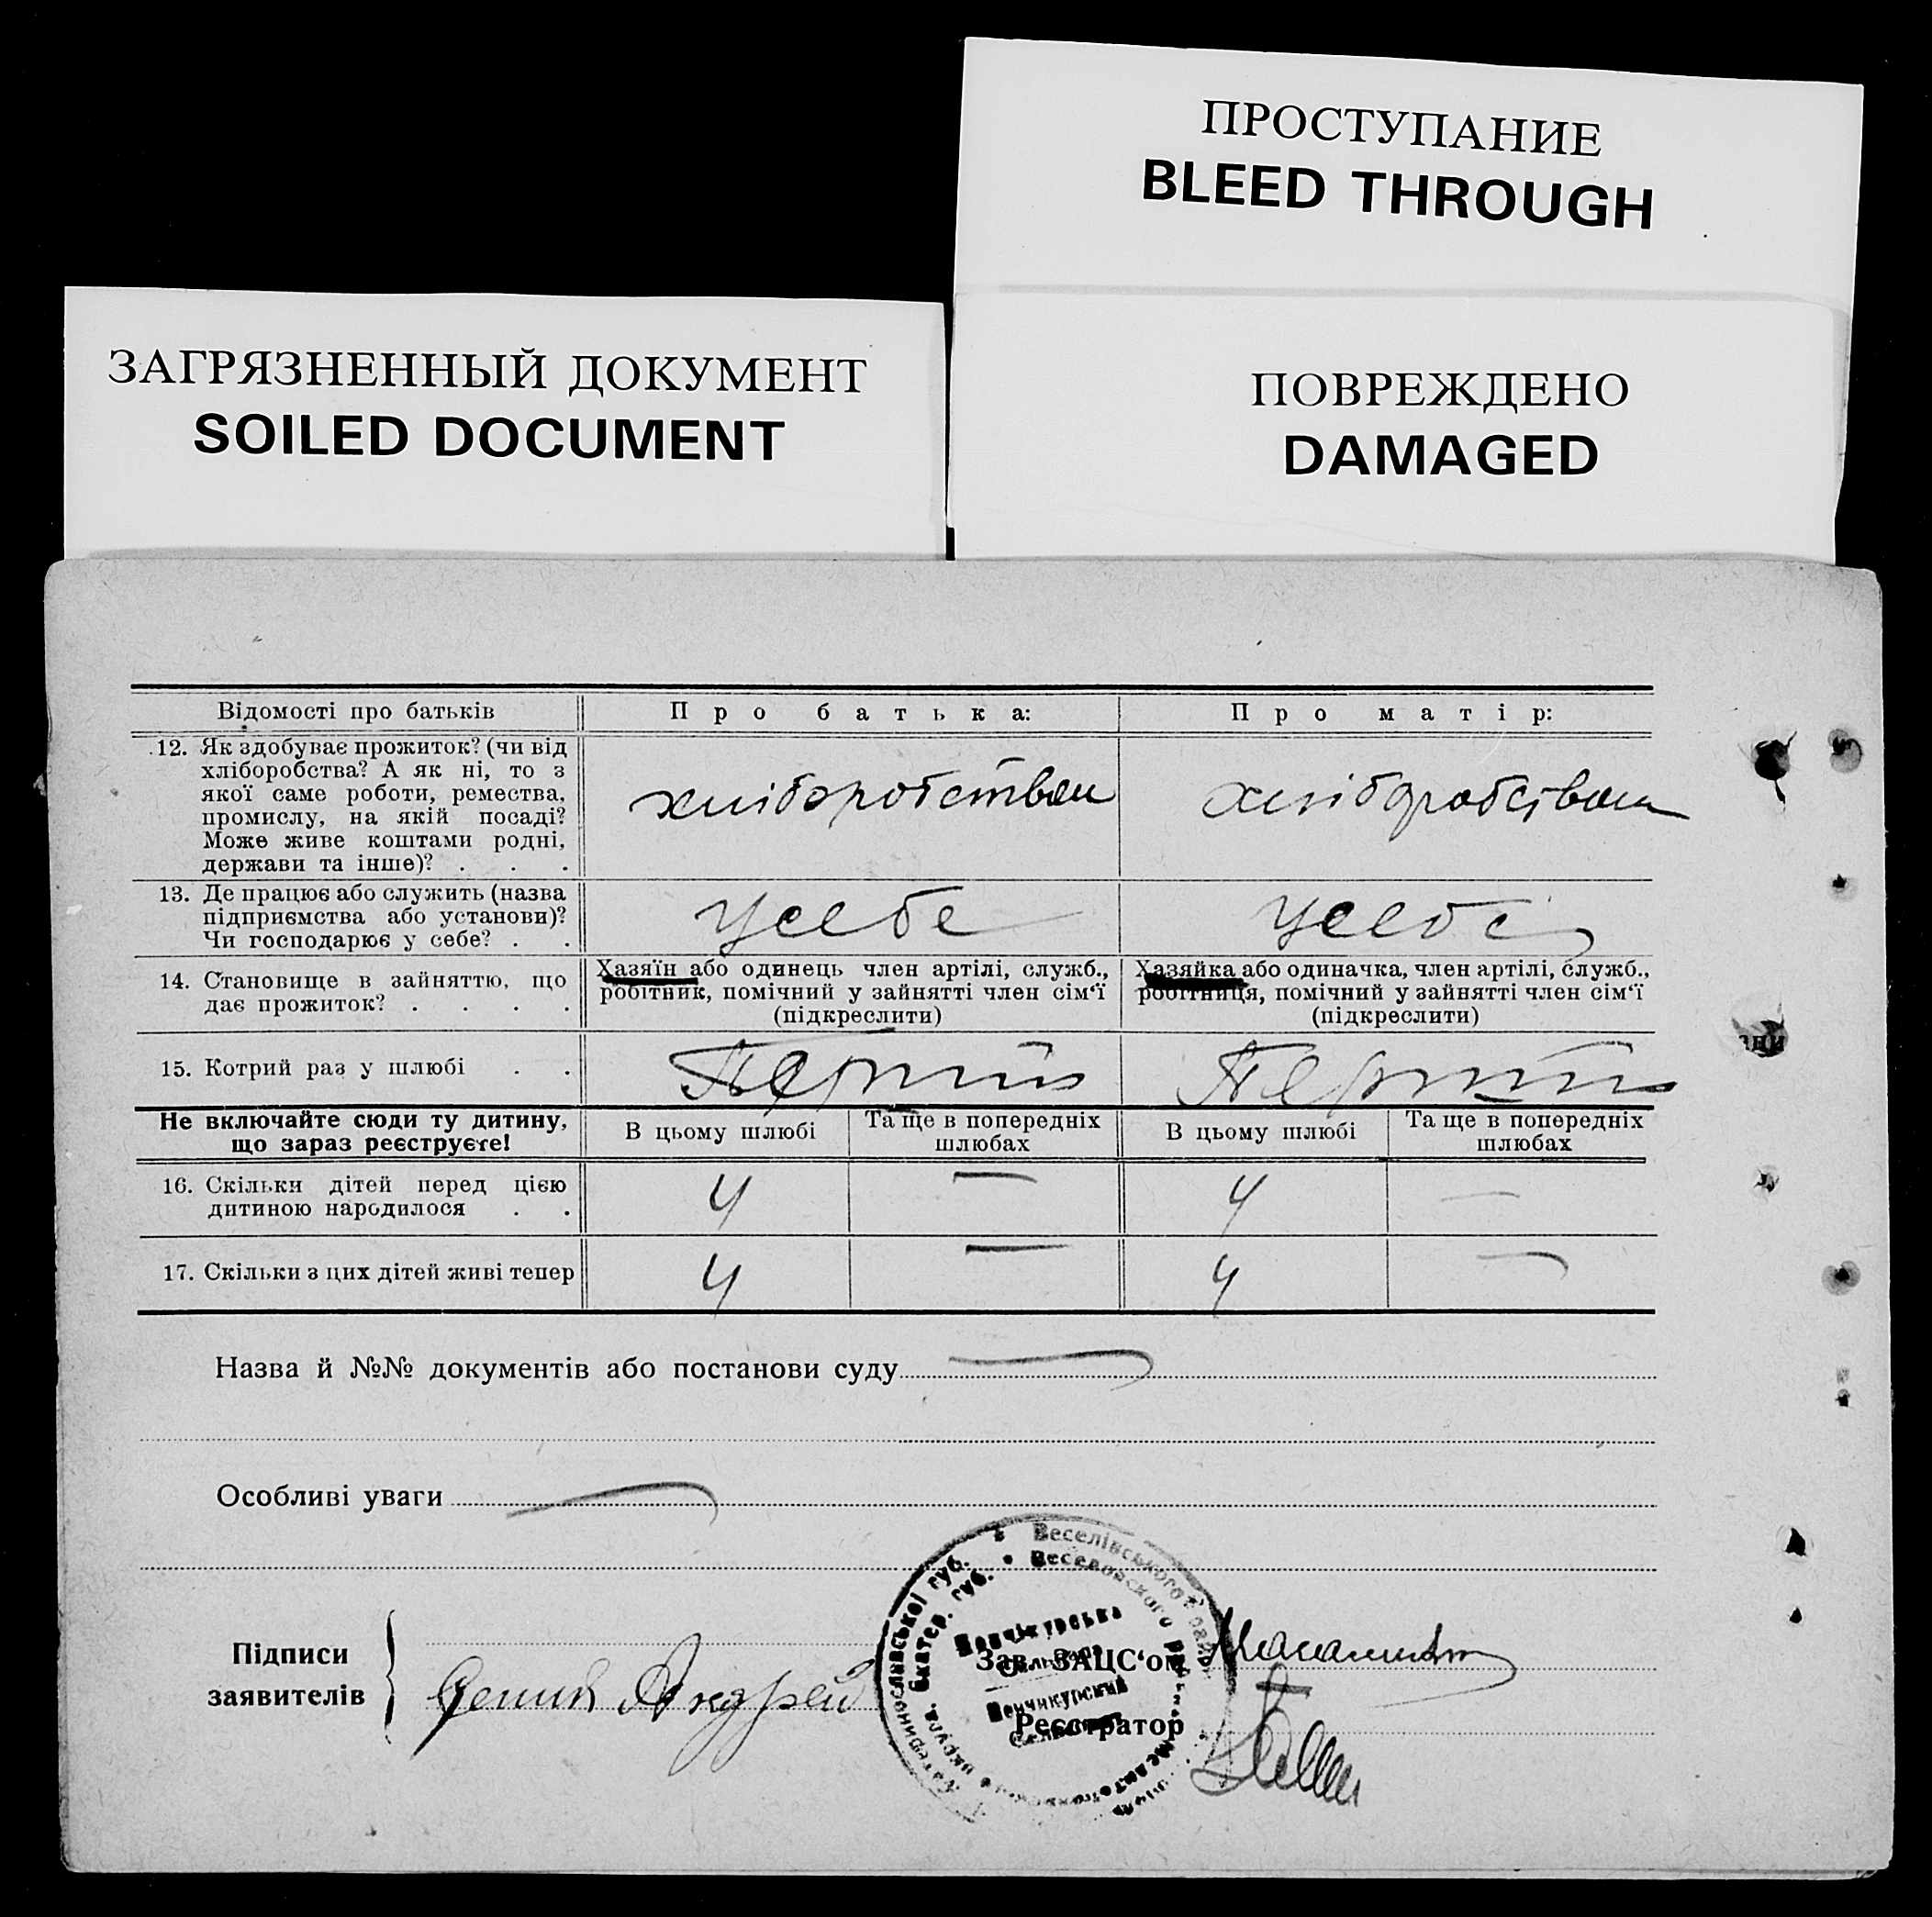 ПРОСТУПАНИЕ
BLEED THROUGH
ЗАГРЯЗНЕННЫЙ ДОКУМЕНТ
SOILED DOCUMENT
ПОВРЕЖДЕНО
DAMAGED
Відомості про батьків
Про батька:
Про матір:
12. Як здобуває прожиток? (чи від
хліборобства? А як ні, то з
якої саме роботи, ремества,
промислу, на якій посаді?
Може живе коштами родні,
держави та інше)? . . .
хліборобством
хліборобством
13. Де працює або служить (назва
підприємства або установи)?
Чи господарює у себе? . .
у себе
у себе
14. Становище в зайняттю, що
дає прожиток? . . . .
Хазяїн або одинець член артілі, служб.,
робітник, помічний у зайнятті член сім‘ї
(підкреслити)
Хазяйка або одиначка, член артілі, служб.,
робітниця, помічний у зайнятті член сім‘ї
(підкреслити)
15. Котрий раз у шлюбі . .
Не включайте сюди ту дитину,
що зараз реєструєте!
В цьому шлюбі
Та ще в попередніх
шлюбах
В цьому шлюбі
Та ще в попередніх
шлюбах
16. Скільки дітей перед цією
дитиною народилося . .
4
—
4
—
17. Скільки з цих дітей живі тепер
4
—
4
—
Назва й №№ документів або постанови суду
Особливі уваги
Підписи
заявителів
Андрей
Зав. ЗАЦС‘ом
Реєстратор
Веселівського
Веселовского
Екатер. губ.